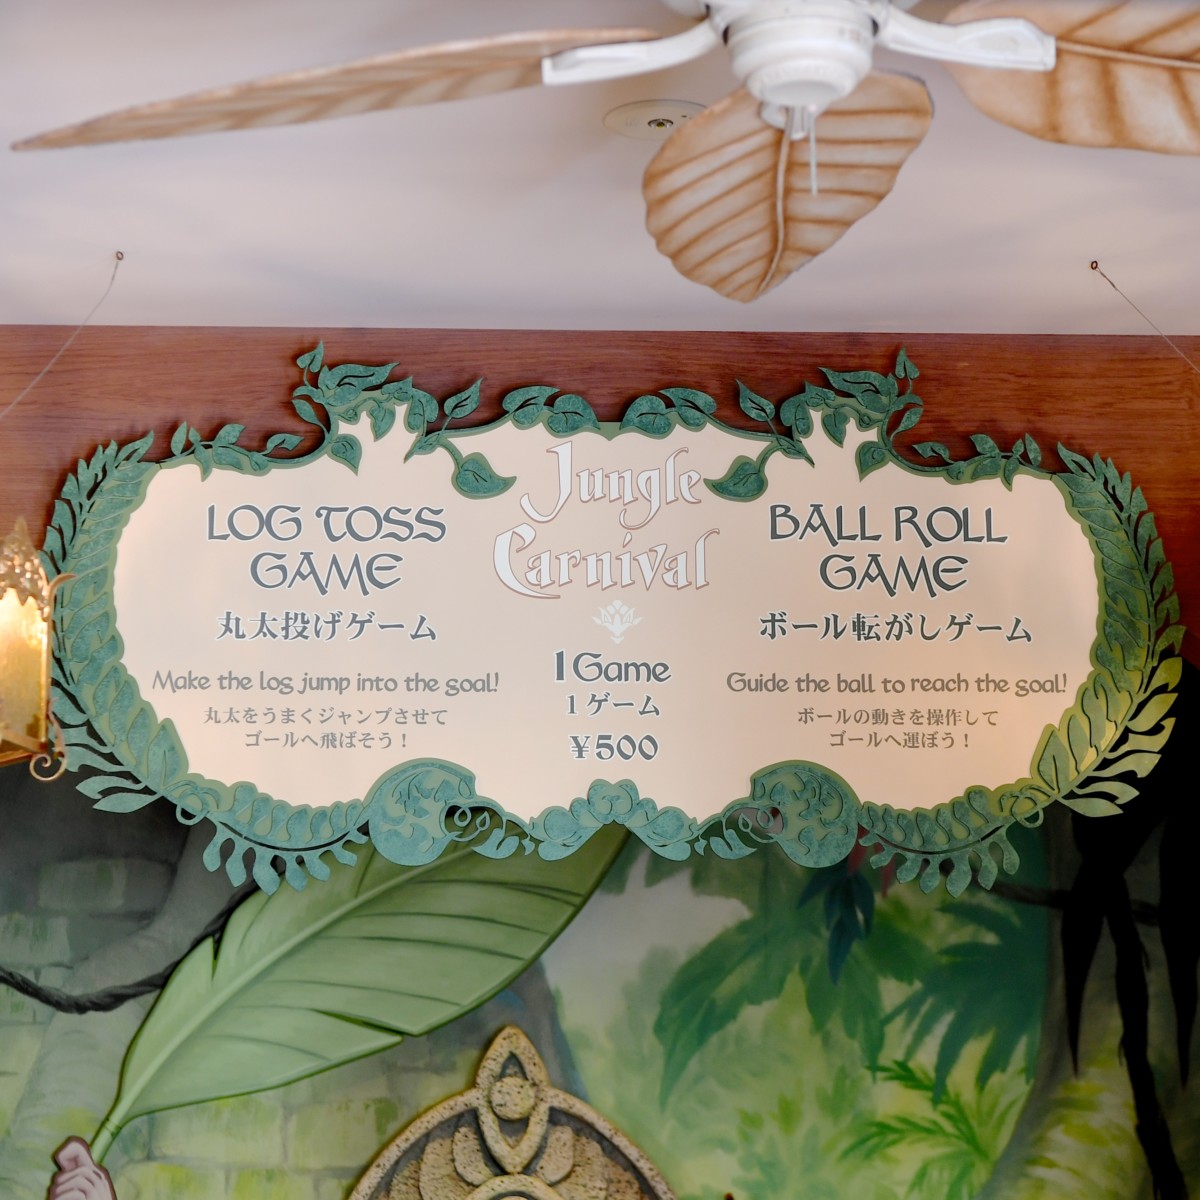 Jungle
Carnival
LOG TOSS
GAME
丸太投げゲーム
Make the log jump into the goal!
丸太をうまくジャンプさせて
ゴールへ飛ばそう！
1 Game
1 ゲーム
¥500
BALL ROLL
GAME
ボール転がしゲーム
Guide the ball to reach the goal!
ボールの動きを操作して
ゴールへ運ぼう！